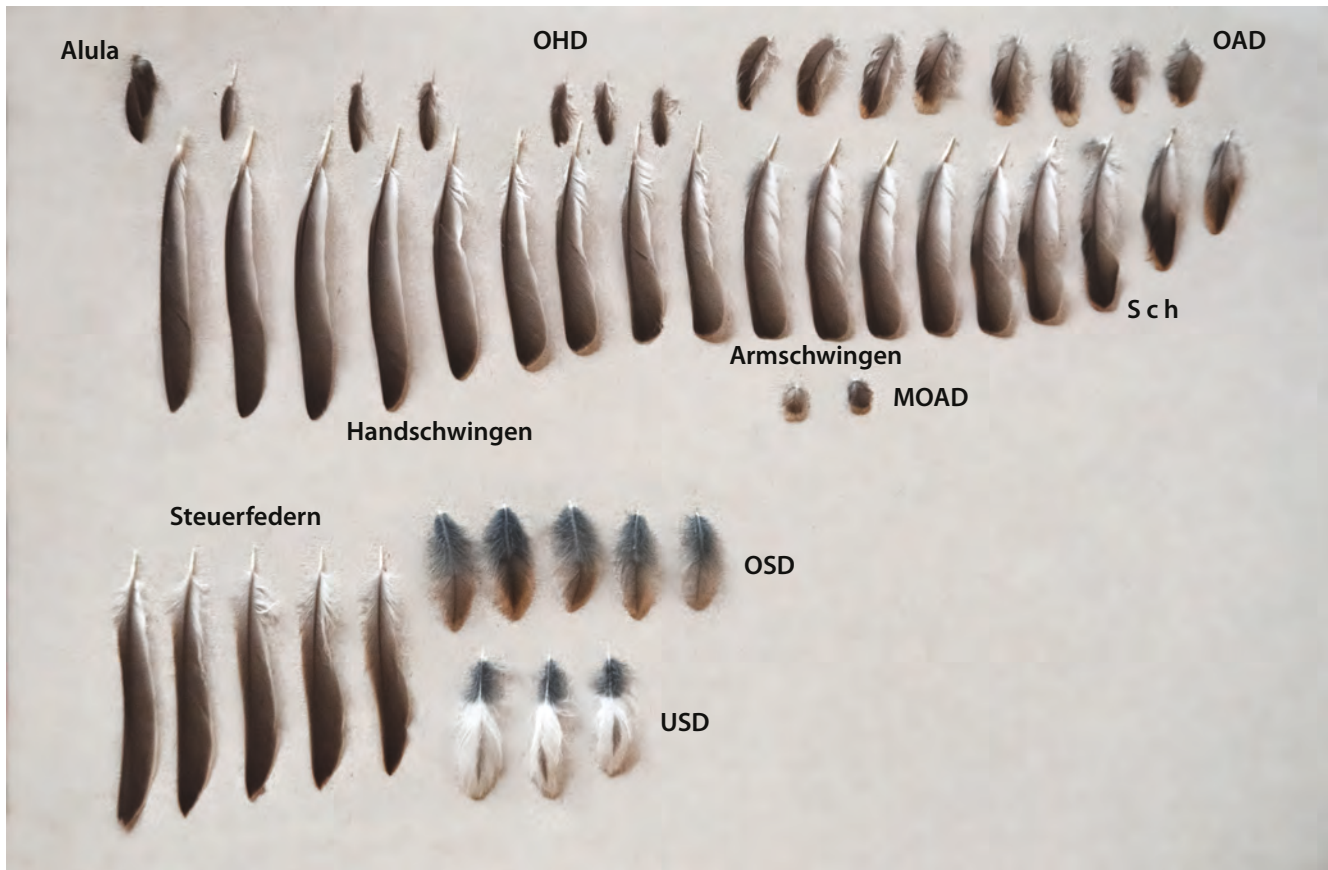 Alula
OHD
OAD
Sch
Armschwingen
MOAD
Handschwingen
Steuerfedern
OSD
USD